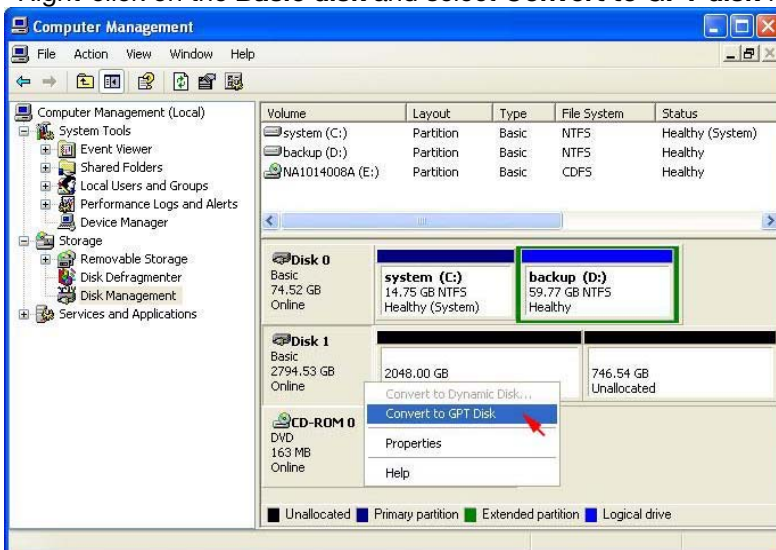 Right-click on the Basic disk and select Convert to GPT disk
Computer Management
File Action View Window Help
Computer Management (Local)
System Tools
Event Viewer
Shared Folders
Local Users and Groups
Performance Logs and Alerts
Device Manager
Storage
Removable Storage
Disk Defragmenter
Disk Management
Services and Applications
Volume Layout Type File System Status
system (C:) Partition Basic NTFS Healthy (System)
backup (D:) Partition Basic NTFS Healthy
NA1014008A (E:) Partition Basic CDFS Healthy
Disk 0
Basic
74.52 GB
Online
system (C:)
14.75 GB NTFS
Healthy (System)
backup (D:)
59.77 GB NTFS
Healthy
Disk 1
Basic
2794.53 GB
Online
2048.00 GB
746.54 GB
Unallocated
Convert to Dynamic Disk...
Convert to GPT Disk
Properties
Help
CD-ROM 0
DVD
163 MB
Online
Unallocated Primary partition Extended partition Logical drive